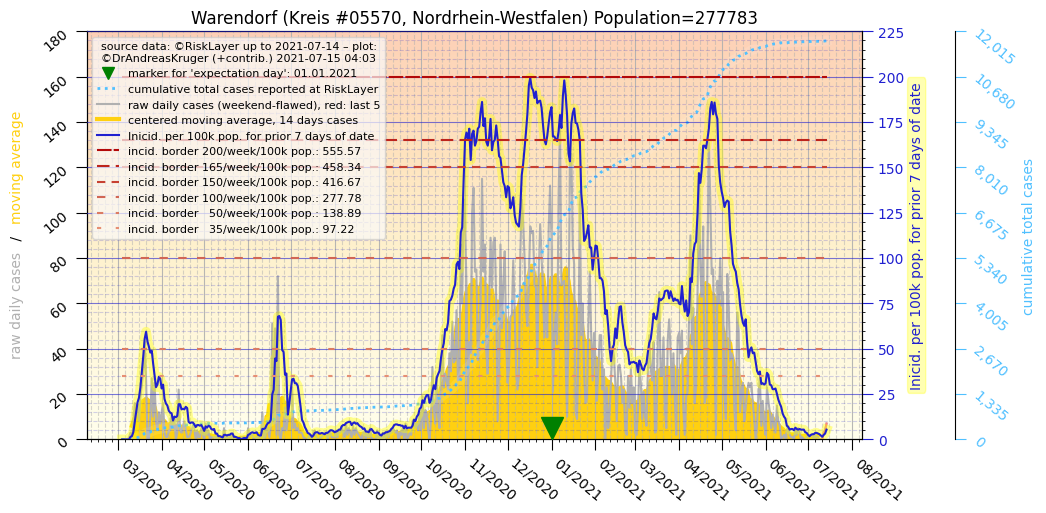 Warendorf (Kreis #05570, Nordrhein-Westfalen) Population=277783
source data: ©RiskLayer up to 2021-07-14 – plot:
©DrAndreasKruger (+contrib.) 2021-07-15 04:03
marker for 'expectation day': 01.01.2021
cumulative total cases reported at RiskLayer
raw daily cases (weekend-flawed), red: last 5
centered moving average, 14 days cases
Inicid. per 100k pop. for prior 7 days of date
incid. border 200/week/100k pop.: 555.57
incid. border 165/week/100k pop.: 458.34
incid. border 150/week/100k pop.: 416.67
incid. border 100/week/100k pop.: 277.78
incid. border 50/week/100k pop.: 138.89
incid. border 35/week/100k pop.: 97.22
raw daily cases / moving average
180
160
140
120
100
80
60
40
20
0
03/2020
04/2020
05/2020
06/2020
07/2020
08/2020
09/2020
10/2020
11/2020
12/2020
01/2021
02/2021
03/2021
04/2021
05/2021
06/2021
07/2021
08/2021
225
200
175
150
125
100
75
50
25
0
Inicid. per 100k pop. for prior 7 days of date
12,015
10,680
9,345
8,010
6,675
5,340
4,005
2,670
1,335
0
cumulative total cases